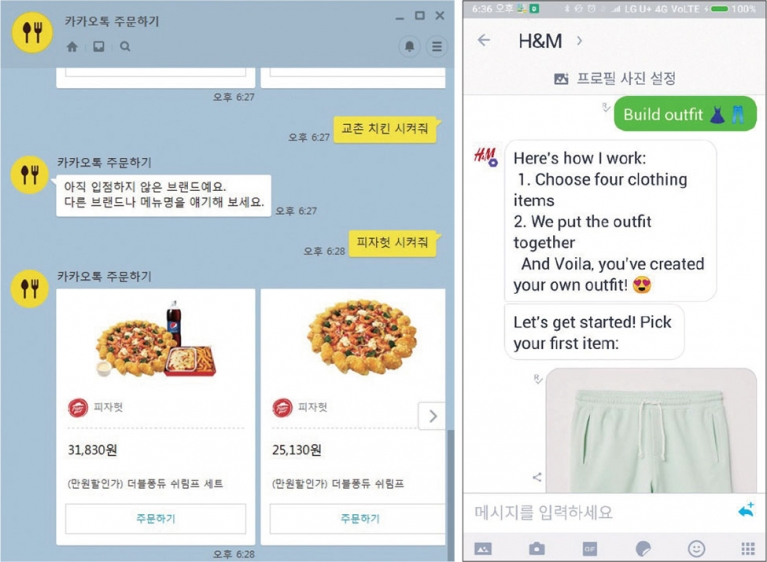 카카오톡 주문하기
오후 6:27
오후 6:27
교촌 치킨 시켜줘
카카오톡 주문하기
아직 입점하지 않은 브랜드예요.
다른 브랜드나 메뉴명을 얘기해 보세요.
오후 6:27
오후 6:28
피자헛 시켜줘
카카오톡 주문하기
피자헛
31,830원
(만원할인가) 더블퐁듀 쉬림프 세트
주문하기
피자헛
25,130원
(만원할인가) 더블퐁듀 쉬림프
주문하기
오후 6:28
6:36 오후
LG U+ 4G VoLTE
100%
H&M
프로필 사진 설정
Build outfit
H&M
Here's how I work:
1. Choose four clothing
items
2. We put the outfit
together
And Voila, you've created
your own outfit!
Let's get started! Pick
your first item:
메시지를 입력하세요
GIF